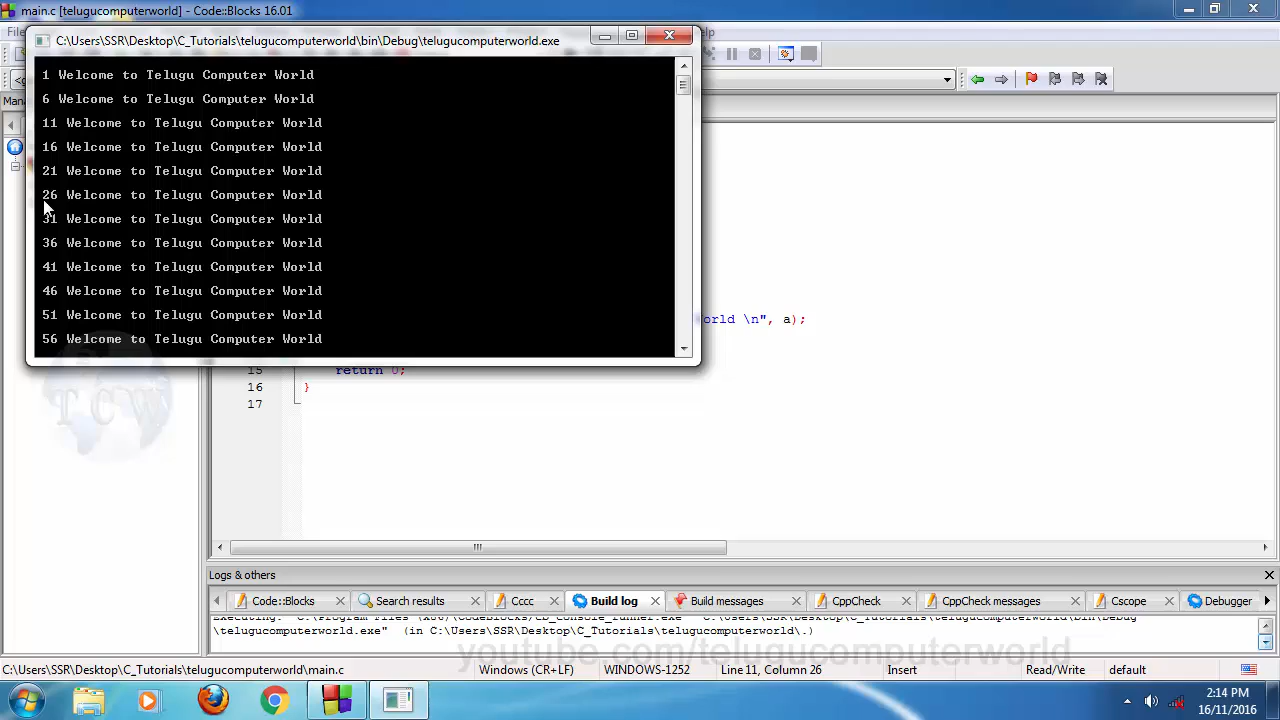 main.c [telugucomputerworld] - Code::Blocks 16.01
C:\Users\SSR\Desktop\C_Tutorials\telugucomputerworld\bin\Debug\telugucomputerworld.exe
1 Welcome to Telugu Computer World
6 Welcome to Telugu Computer World
11 Welcome to Telugu Computer World
16 Welcome to Telugu Computer World
21 Welcome to Telugu Computer World
26 Welcome to Telugu Computer World
31 Welcome to Telugu Computer World
36 Welcome to Telugu Computer World
41 Welcome to Telugu Computer World
46 Welcome to Telugu Computer World
51 Welcome to Telugu Computer World
56 Welcome to Telugu Computer World
orld \n", a);
15 return 0;
16 }
17
TCW
Logs & others
Code::Blocks Search results Cccc Build log Build messages CppCheck CppCheck messages Cscope Debugger
\telugucomputerworld.exe" (in C:\Users\SSR\Desktop\C_Tutorials\telugucomputerworld\.)
youtube.com/telugucomputerworld
C:\Users\SSR\Desktop\C_Tutorials\telugucomputerworld\main.c Windows (CR+LF) WINDOWS-1252 Line 11, Column 26 Insert Read/Write default
2:14 PM
16/11/2016